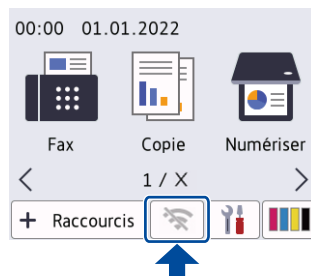 00:00 01.01.2022
Fax Copie Numériser
1 / X
+ Raccourcis